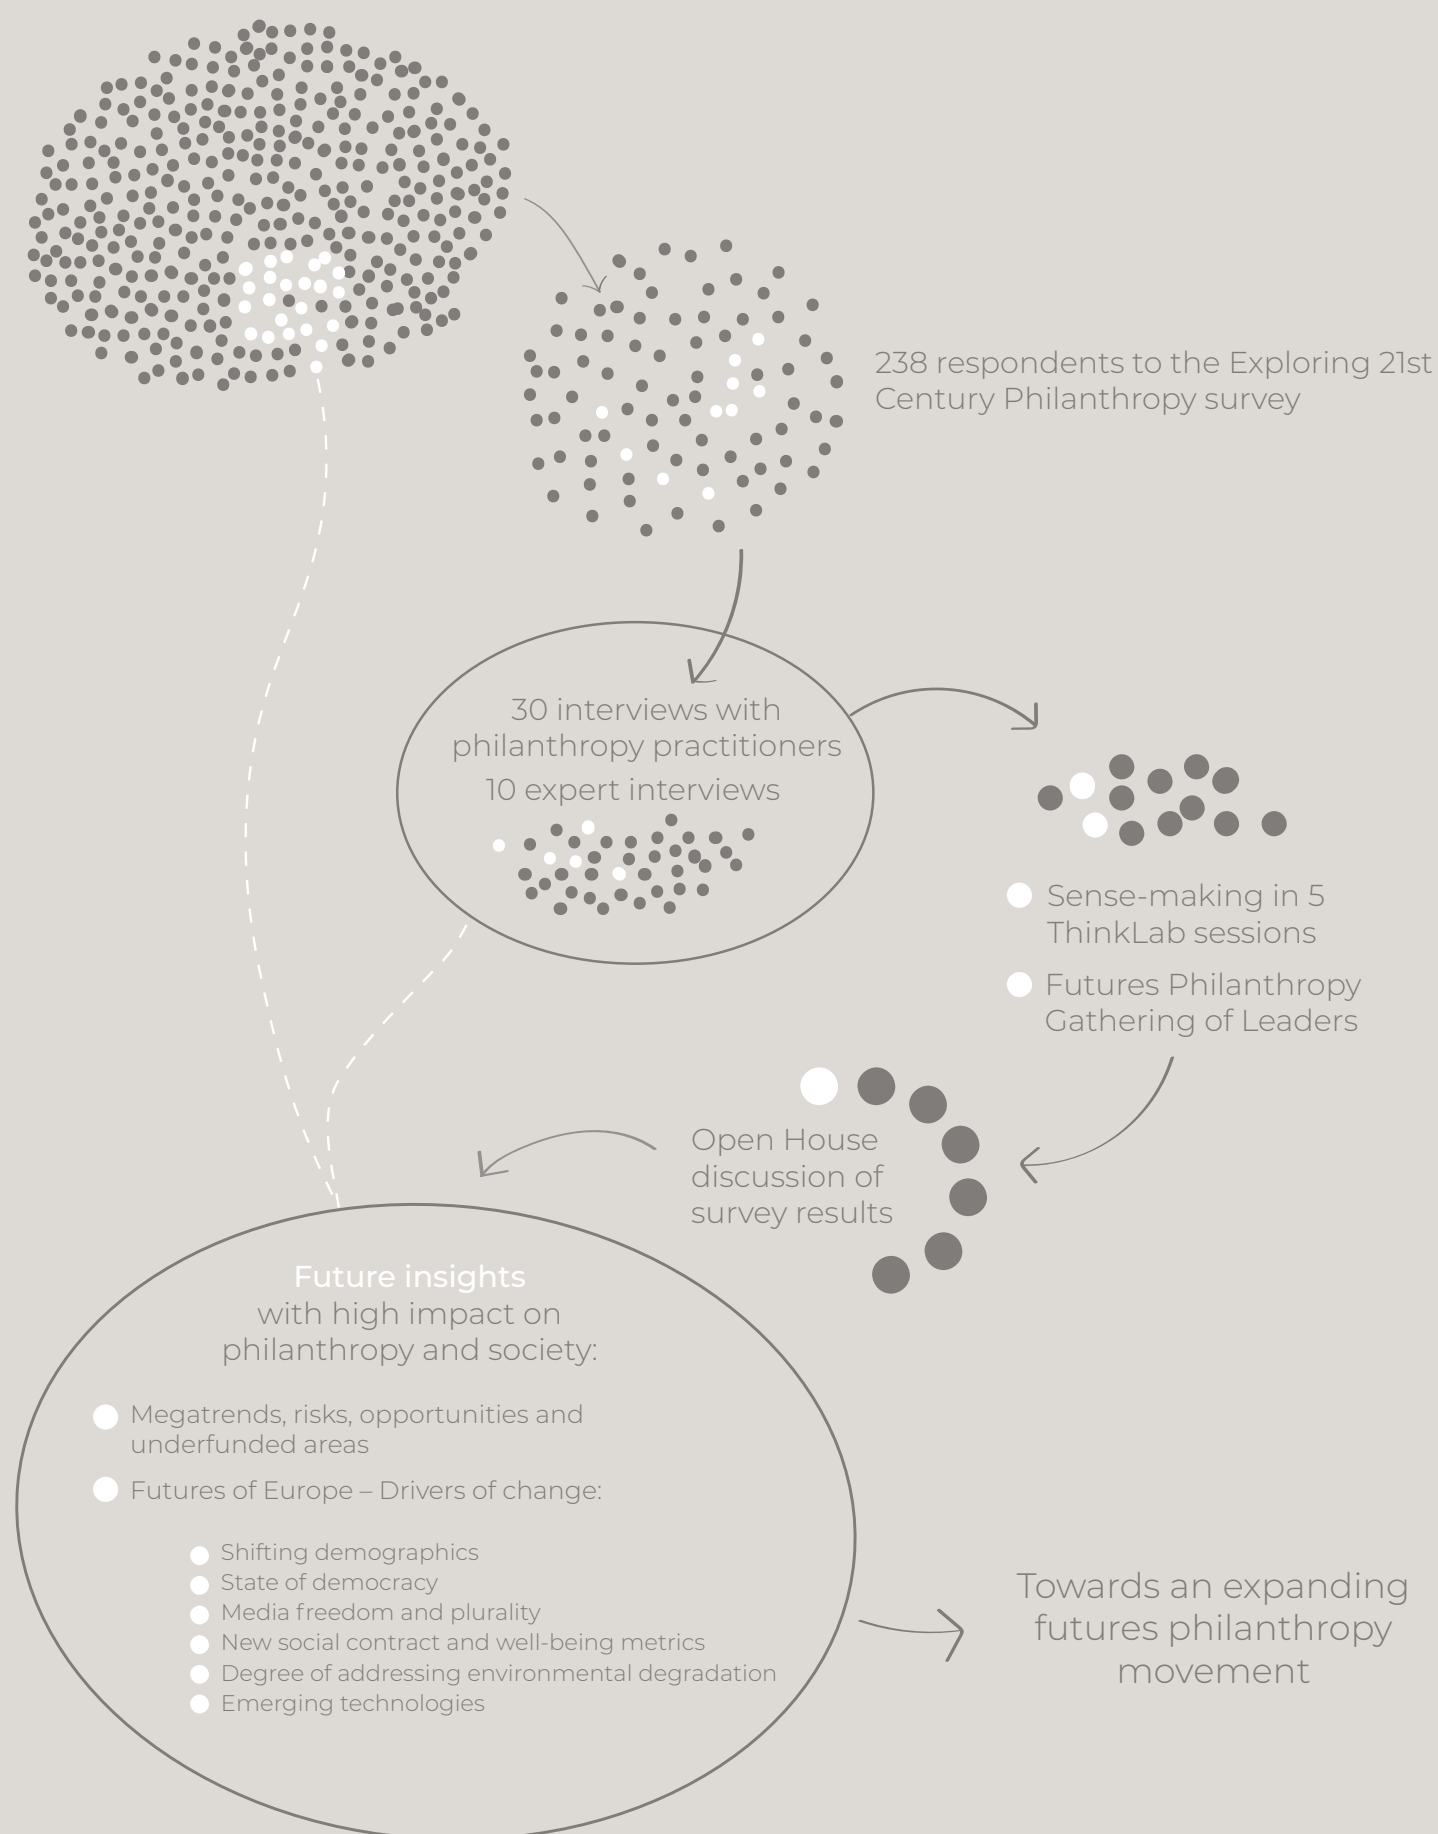 238 respondents to the Exploring 21st
Century Philanthropy survey
30 interviews with
philanthropy practitioners
10 expert interviews
Sense-making in 5
ThinkLab sessions
Futures Philanthropy
Gathering of Leaders
Open House
discussion of
survey results
Future insights
with high impact on
philanthropy and society:
Megatrends, risks, opportunities and
underfunded areas
Futures of Europe – Drivers of change:
Shifting demographics
State of democracy
Media freedom and plurality
New social contract and well-being metrics
Degree of addressing environmental degradation
Emerging technologies
Towards an expanding
futures philanthropy
movement